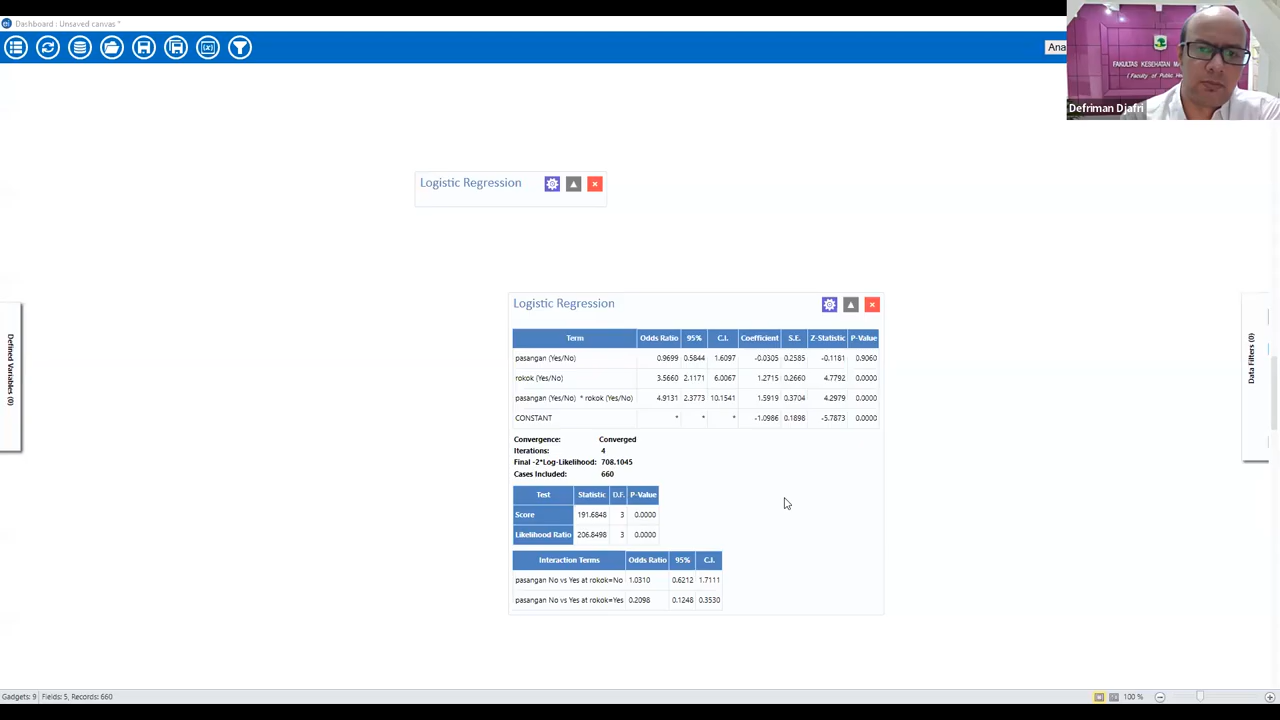 Dashboard : Unsaved canvas *
Ana
FAKULTAS KESEHATAN MA
(Faculty of Public He
Defriman Djafri
Logistic Regression
Defined Variables (0)
Data Filters (0)
Logistic Regression
Term Odds Ratio 95% C.I. Coefficient S.E. Z-Statistic P-Value
pasangan (Yes/No) 0.9699 0.5844 1.6097 -0.0305 0.2585 -0.1181 0.9060
rokok (Yes/No) 3.5660 2.1171 6.0067 1.2715 0.2660 4.7792 0.0000
pasangan (Yes/No) * rokok (Yes/No) 4.9131 2.3773 10.1541 1.5919 0.3704 4.2979 0.0000
CONSTANT * * * -1.0986 0.1898 -5.7873 0.0000
Convergence: Converged
Iterations: 4
Final -2*Log-Likelihood: 708.1045
Cases Included: 660
Test Statistic D.F. P-Value
Score 191.6848 3 0.0000
Likelihood Ratio 206.8498 3 0.0000
Interaction Terms Odds Ratio 95% C.I.
pasangan No vs Yes at rokok=No 1.0310 0.6212 1.7111
pasangan No vs Yes at rokok=Yes 0.2098 0.1248 0.3530
Gadgets: 9 Fields: 5, Records: 660
100 %